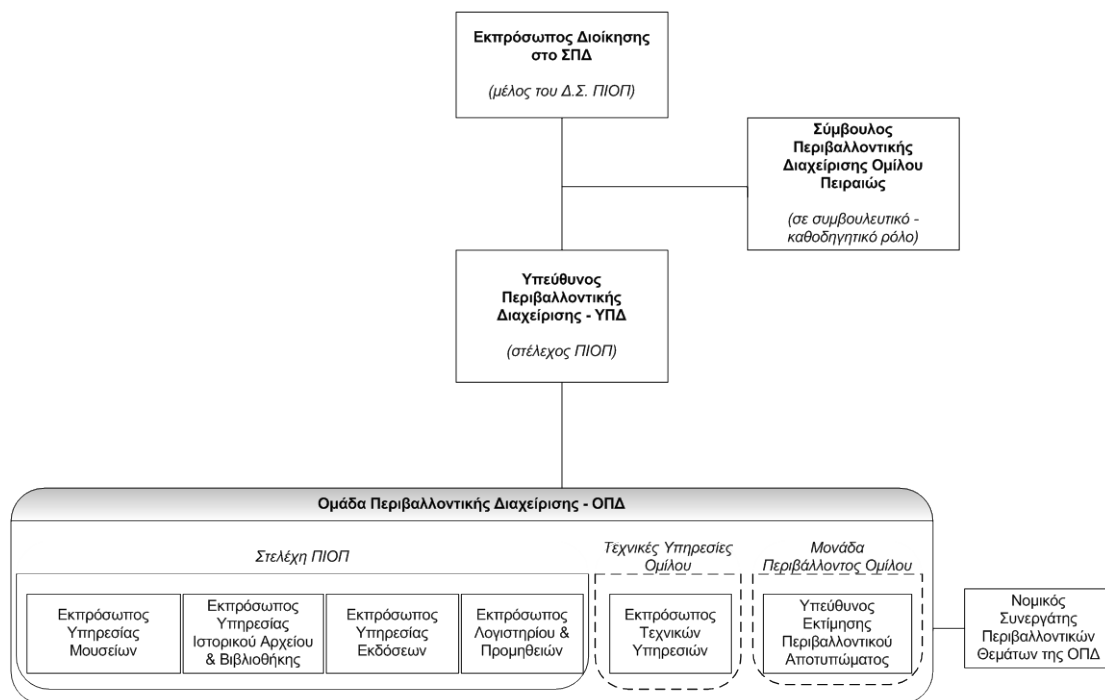 Εκπρόσωπος Διοίκησης
στο ΣΠΔ
(μέλος του Δ.Σ. ΠΙΟΠ)
Σύμβουλος
Περιβαλλοντικής
Διαχείρισης Ομίλου
Πειραιώς
(σε συμβουλευτικό -
καθοδηγητικό ρόλο)
Υπεύθυνος
Περιβαλλοντικής
Διαχείρισης - ΥΠΔ
(στέλεχος ΠΙΟΠ)
Ομάδα Περιβαλλοντικής Διαχείρισης - ΟΠΔ
Στελέχη ΠΙΟΠ
Τεχνικές Υπηρεσίες
Ομίλου
Μονάδα
Περιβάλλοντος Ομίλου
Εκπρόσωπος
Υπηρεσίας
Μουσείων
Εκπρόσωπος
Υπηρεσίας
Ιστορικού Αρχείου
& Βιβλιοθήκης
Εκπρόσωπος
Υπηρεσίας
Εκδόσεων
Εκπρόσωπος
Λογιστηρίου &
Προμηθειών
Εκπρόσωπος
Τεχνικών
Υπηρεσιών
Υπεύθυνος
Εκτίμησης
Περιβαλλοντικού
Αποτυπώματος
Νομικός
Συνεργάτης
Περιβαλλοντικών
Θεμάτων της ΟΠΔ